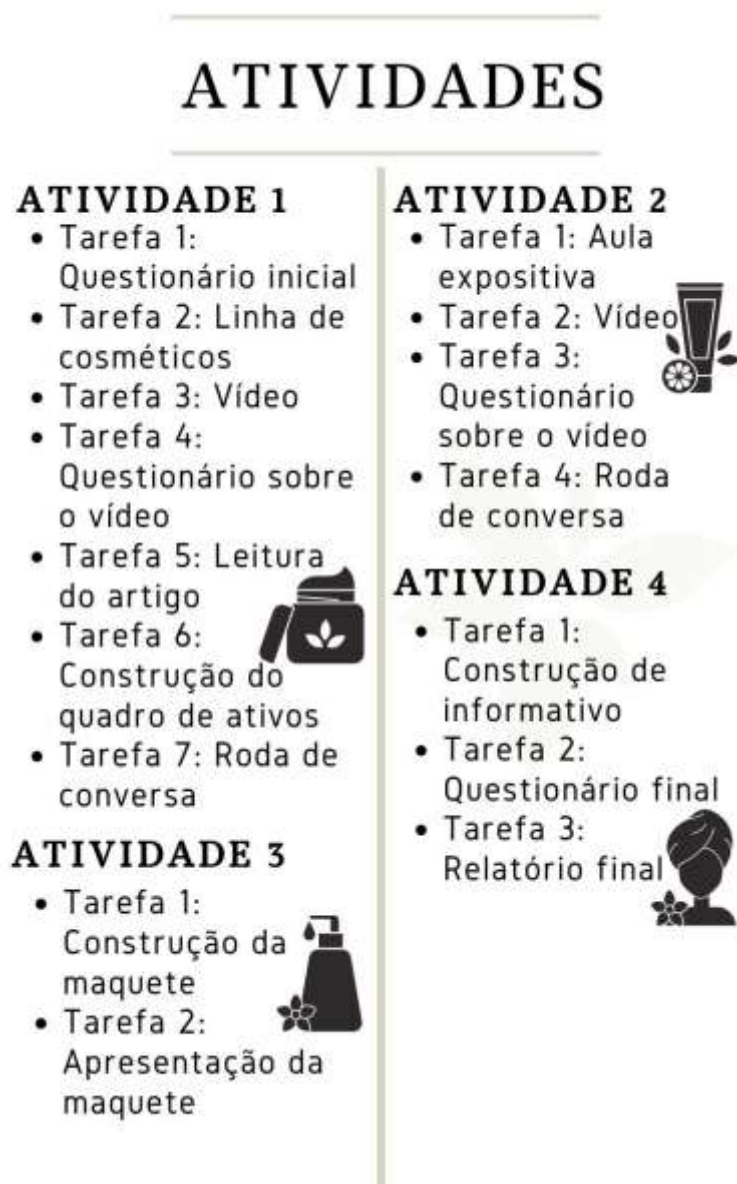 ATIVIDADES
ATIVIDADE 1
• Tarefa 1:
Questionário inicial
• Tarefa 2: Linha de
cosméticos
• Tarefa 3: Vídeo
• Tarefa 4:
Questionário sobre
o vídeo
• Tarefa 5: Leitura
do artigo
• Tarefa 6:
Construção do
quadro de ativos
• Tarefa 7: Roda de
conversa
ATIVIDADE 3
• Tarefa 1:
Construção da
maquete
• Tarefa 2:
Apresentação da
maquete
ATIVIDADE 2
• Tarefa 1: Aula
expositiva
• Tarefa 2: Vídeo
• Tarefa 3:
Questionário
sobre o vídeo
• Tarefa 4: Roda
de conversa
ATIVIDADE 4
• Tarefa 1:
Construção de
informativo
• Tarefa 2:
Questionário final
• Tarefa 3:
Relatório final